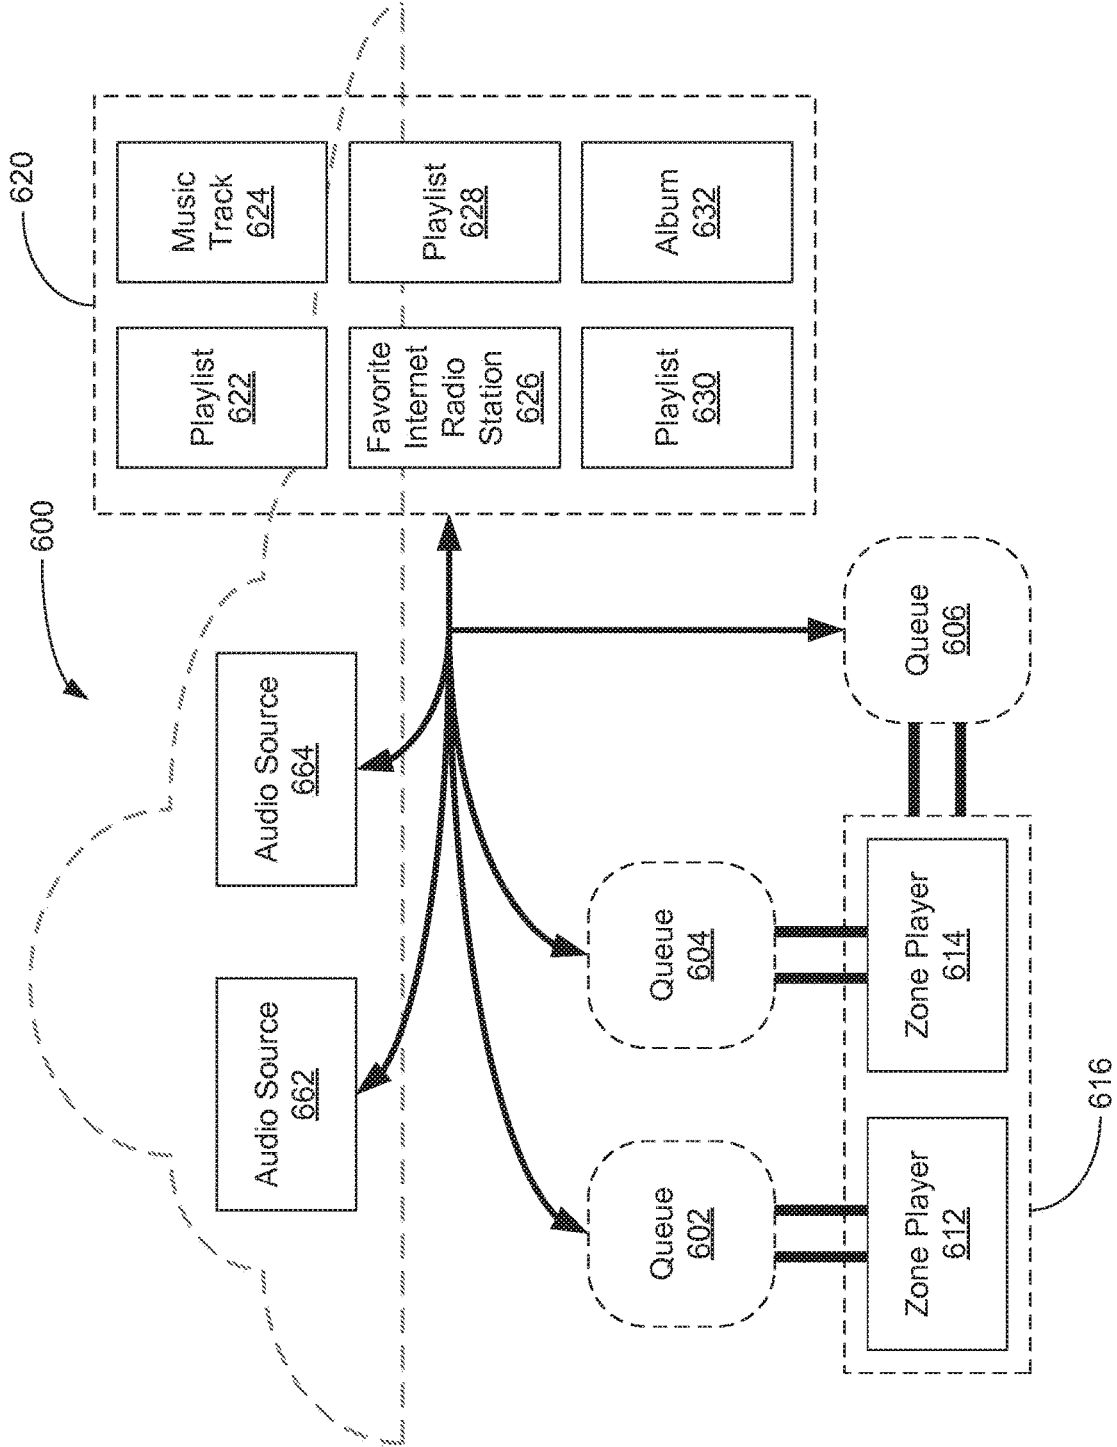 600
620
Audio Source
662
Audio Source
664
Playlist
622
Music
Track
624
Favorite
Internet
Radio
Station
626
Playlist
628
Playlist
630
Album
632
Queue
602
Queue
604
Queue
606
Zone Player
612
Zone Player
614
616